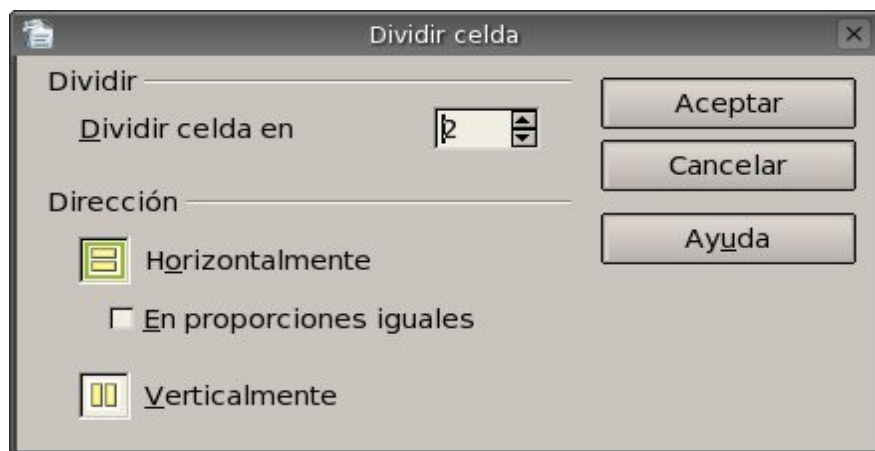 Dividir celda
Dividir
Dividir celda en 2
Dirección
Horizontalmente
En proporciones iguales
Verticalmente
Aceptar
Cancelar
Ayuda